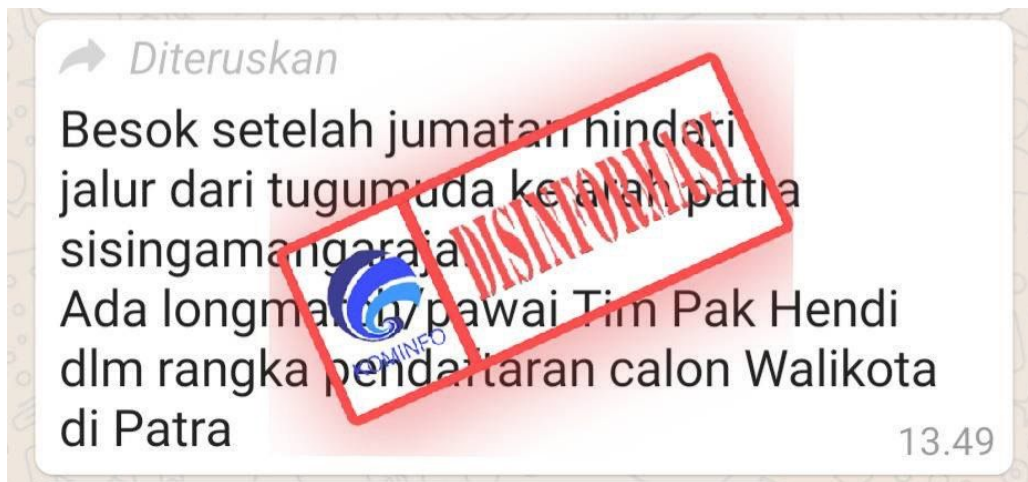 Diteruskan
Besok setelah jumatan hindari
jalur dari tugumuda ke arah patra
sisingamangaraja.
Ada longmarch/pawai Tim Pak Hendi
dlm rangka pendaftaran calon Walikota
di Patra
13.49
DISINFORMASI
KOMINFO